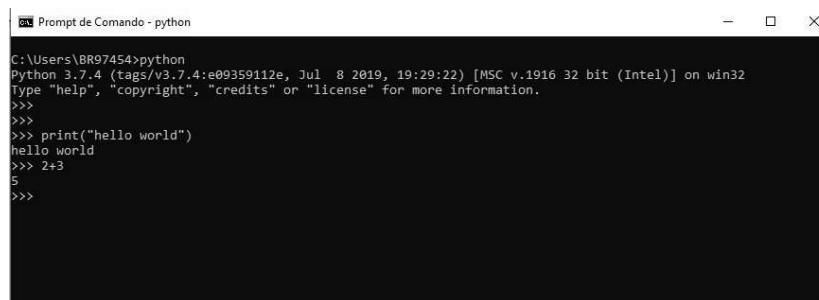 Prompt de Comando - python
C:\Users\BR97454>python
Python 3.7.4 (tags/v3.7.4:e09359112e, Jul  8 2019, 19:29:22) [MSC v.1916 32 bit (Intel)] on win32
Type "help", "copyright", "credits" or "license" for more information.
>>>
>>>
>>> print("hello world")
hello world
>>> 2+3
5
>>>